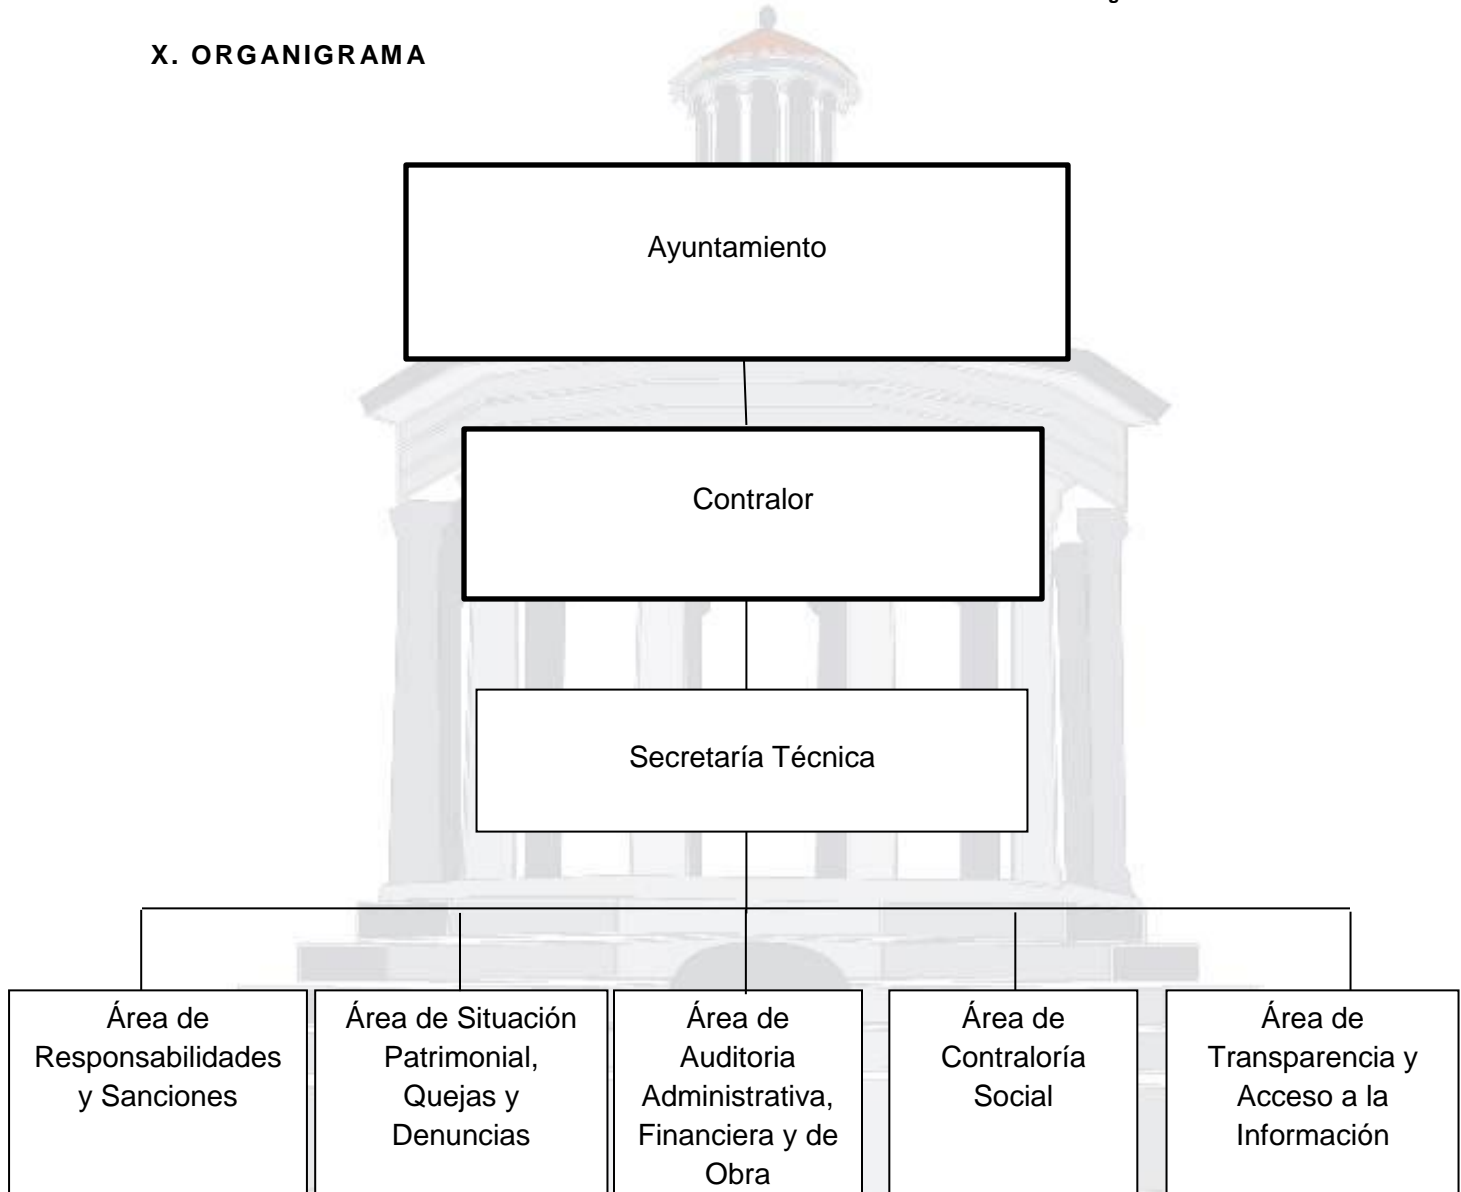 X. ORGANIGRAMA
Ayuntamiento
Contralor
Secretaría Técnica
Área de
Responsabilidades
y Sanciones
Área de Situación
Patrimonial,
Quejas y
Denuncias
Área de
Auditoria
Administrativa,
Financiera y de
Obra
Área de
Contraloría
Social
Área de
Transparencia y
Acceso a la
Información